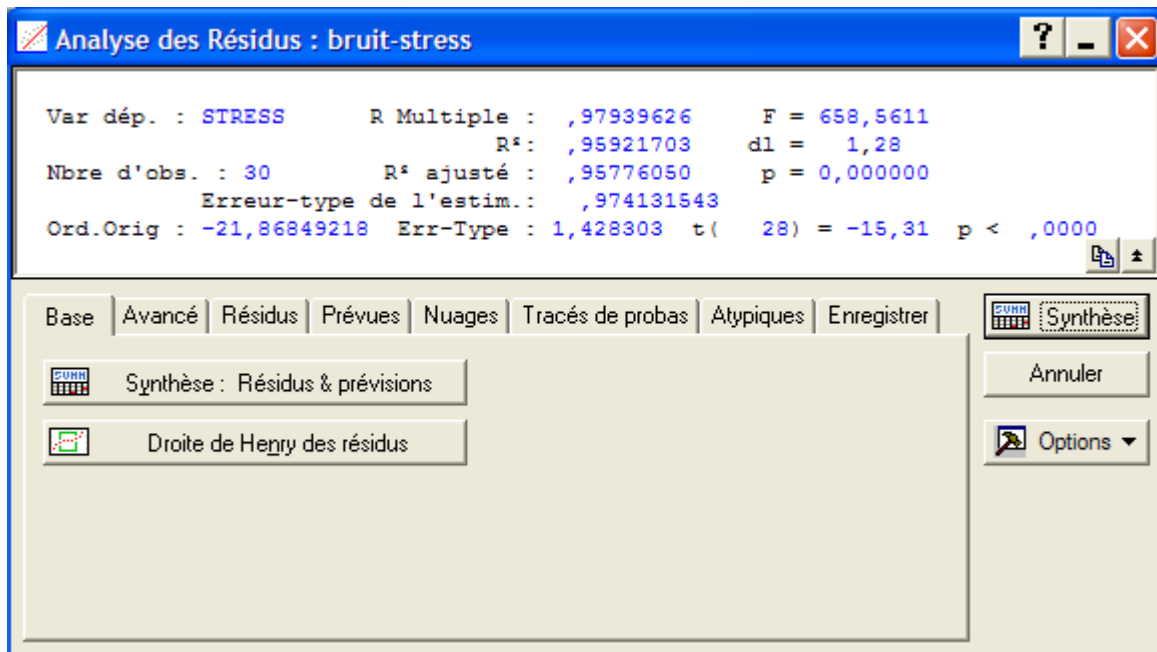 Analyse des Résidus : bruit-stress
Var dép. : STRESS R Multiple : ,97939626 F = 658,5611
R²: ,95921703 dl = 1,28
Nbre d'obs. : 30 R² ajusté : ,95776050 p = 0,000000
Erreur-type de l'estim.: ,974131543
Ord.Orig : -21,86849218 Err-Type : 1,428303 t( 28) = -15,31 p < ,0000
Base Avancé Résidus Prévues Nuages Tracés de probas Atypiques Enregistrer
SUMM Synthèse
SUMM Synthèse : Résidus & prévisions
Annuler
Droite de Henry des résidus
Options